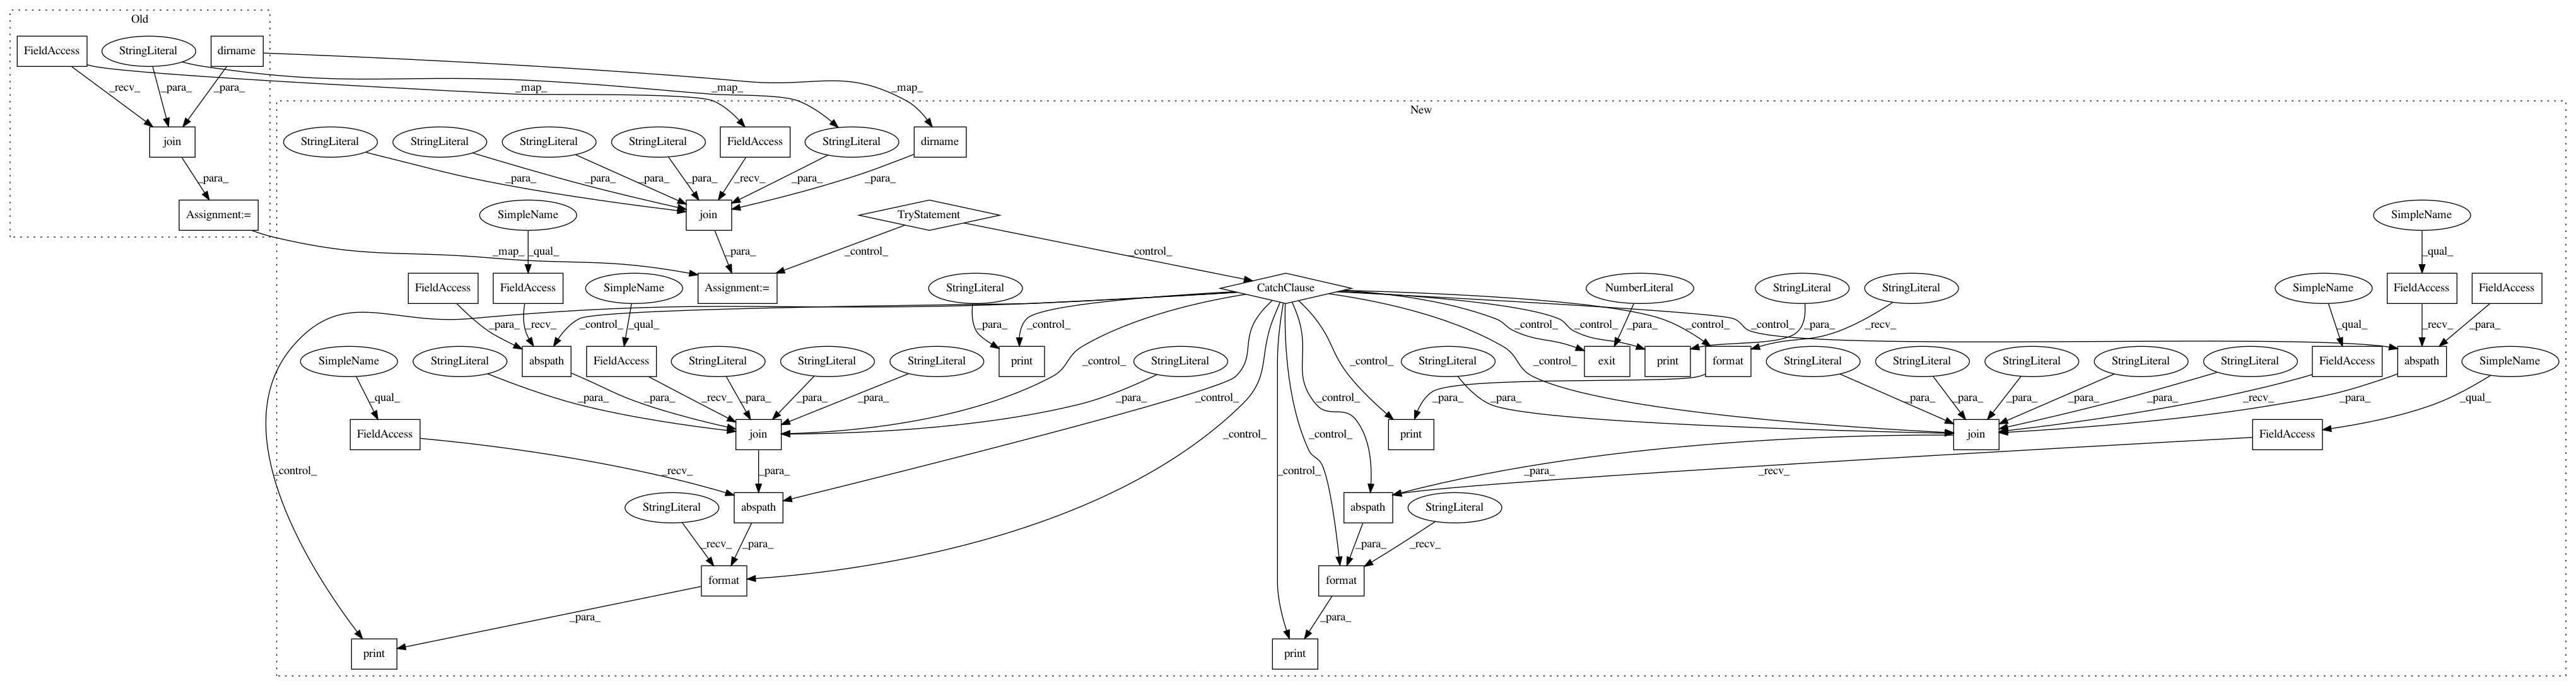 Old
FieldAccess StringLiteral dirname
_recv_ _para_ _para_ _map_ _map_ _map_
New
join StringLiteral StringLiteral StringLiteral StringLiteral FieldAccess StringLiteral dirname
_para_ _para_ _para_ _para_ _para_ _recv_ _para_ _para_
Assignment:= SimpleName join TryStatement SimpleName
_map_ _qual_ _para_ _control_ _control_ _qual_
FieldAccess FieldAccess SimpleName Assignment:= StringLiteral CatchClause NumberLiteral StringLiteral StringLiteral SimpleName FieldAccess FieldAccess
_para_ _recv_ _control_ _qual_ _para_ _control_ _control_ _para_ _control_ _para_ _control_ _recv_ _control_ _qual_ _recv_ _para_
SimpleName StringLiteral abspath FieldAccess StringLiteral StringLiteral StringLiteral print StringLiteral StringLiteral exit print format StringLiteral StringLiteral StringLiteral StringLiteral StringLiteral FieldAccess abspath SimpleName
_qual_ _para_ _para_ _recv_ _para_ _para_ _para_ _control_ _para_ _control_ _control_ _para_ _para_ _control_ _para_ _para_ _para_ _para_ _para_ _recv_ _para_ _qual_
FieldAccess join print join FieldAccess
_control_ _recv_ _para_ _control_ _control_ _control_ _para_ _recv_
StringLiteral abspath abspath StringLiteral
_recv_ _para_ _para_ _recv_
format format
_para_ _para_
print print